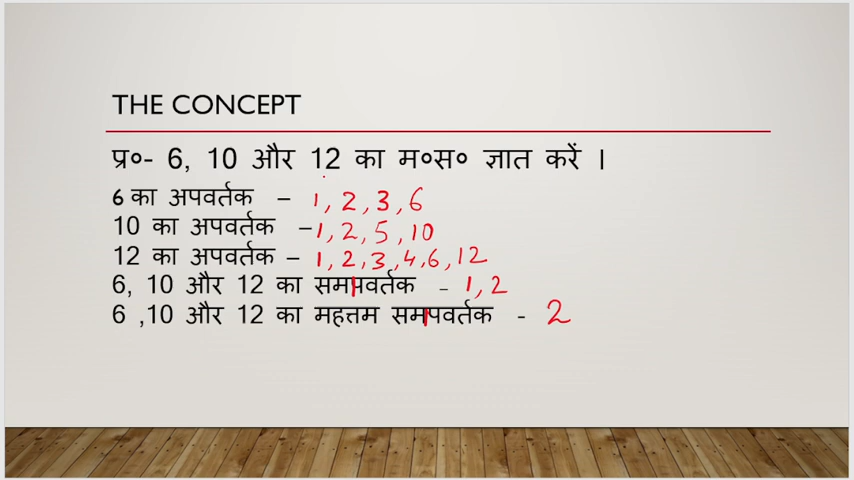 THE CONCEPT
प्र०- 6, 10 और 12 का म०स० ज्ञात करें ।
6 का अपवर्तक – 1, 2, 3, 6
10 का अपवर्तक – 1, 2, 5, 10
12 का अपवर्तक – 1, 2, 3, 4, 6, 12
6, 10 और 12 का समापवर्तक - 1, 2
6 ,10 और 12 का महत्तम समापवर्तक - 2